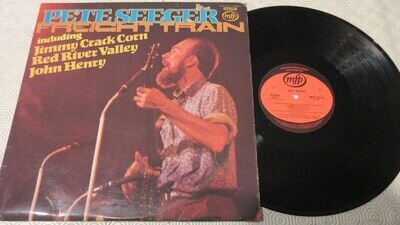 PETE SEEGER
FREIGHT TRAIN
including
Jimmy Crack Corn
Red River Valley
John Henry
mfp
mfp